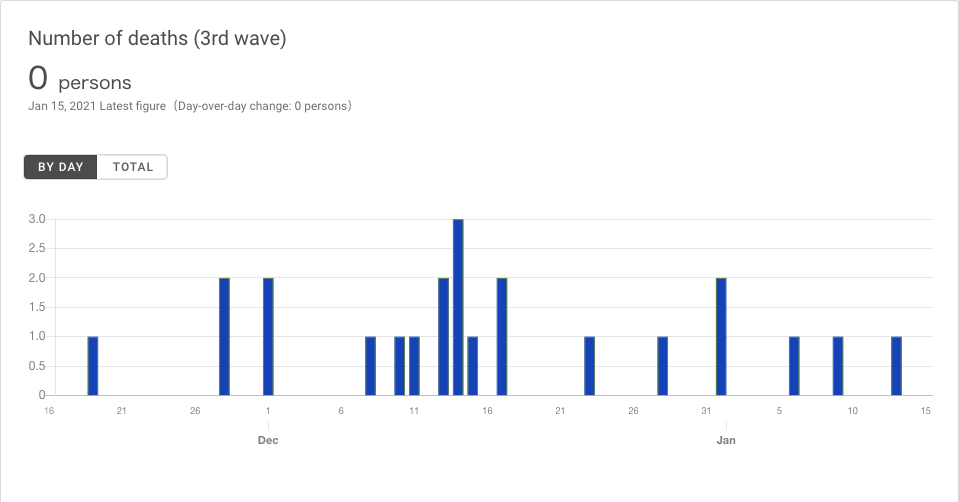 Number of deaths (3rd wave)
0 persons
Jan 15, 2021 Latest figure（Day-over-day change: 0 persons）
BY DAY TOTAL
3.0
2.5
2.0
1.5
1.0
0.5
0
16 21 26 1 6 11 16 21 26 31 5 10 15
Dec Jan